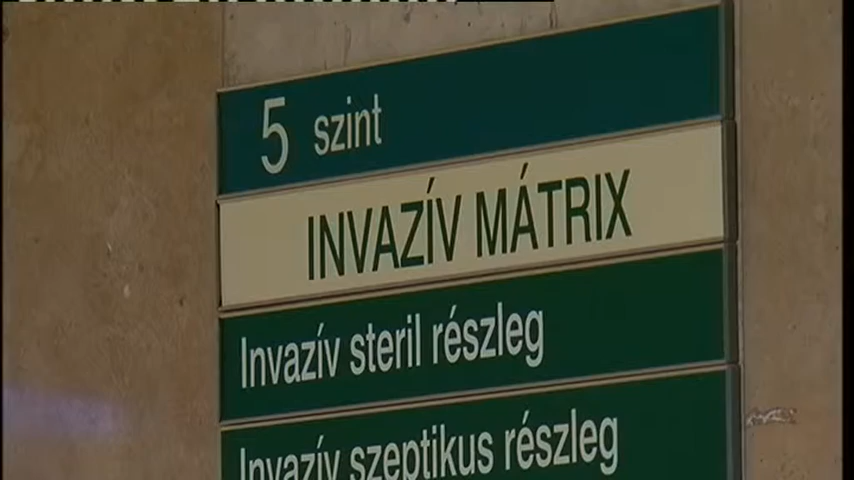 5 szint
INVAZÍV MÁTRIX
Invazív steril részleg
Invazív szeptikus részleg